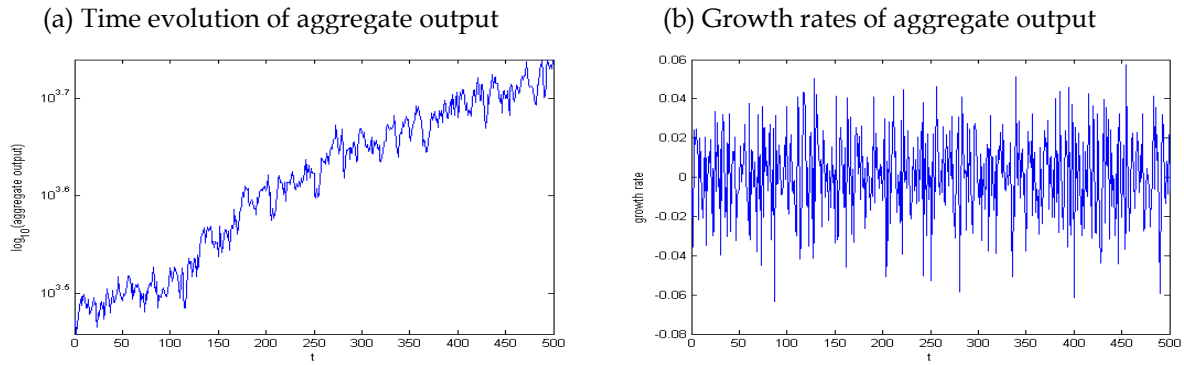 (a) Time evolution of aggregate output
10^3.7
10^3.6
10^3.6
log10(aggregate output)
0 50 100 150 200 250 300 350 400 450 500
t
(b) Growth rates of aggregate output
0.06
0.04
0.02
0
-0.02
-0.04
-0.06
-0.08
growth rate
0 50 100 150 200 250 300 350 400 450 500
t